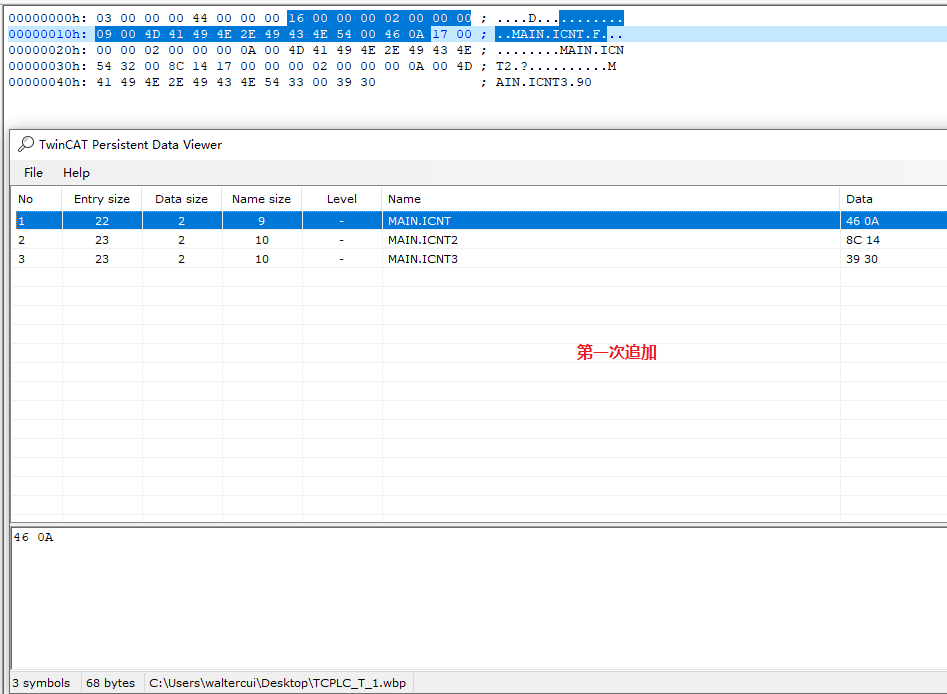 00000000h: 03 00 00 00 44 00 00 00 16 00 00 00 02 00 00 00 ; ....D...........
00000010h: 09 00 4D 41 49 4E 2E 49 43 4E 54 00 46 0A 17 00 ; ..MAIN.ICNT.F...
00000020h: 00 00 02 00 00 00 0A 00 4D 41 49 4E 2E 49 43 4E ; ........MAIN.ICN
00000030h: 54 32 00 8C 14 17 00 00 00 02 00 00 00 0A 00 4D ; T2.?..........M
00000040h: 41 49 4E 2E 49 43 4E 54 33 00 39 30 ; AIN.ICNT3.90
TwinCAT Persistent Data Viewer
File Help
No Entry size Data size Name size Level Name Data
1 22 2 9 - MAIN.ICNT 46 0A
2 23 2 10 - MAIN.ICNT2 8C 14
3 23 2 10 - MAIN.ICNT3 39 30
第一次追加
46 0A
3 symbols 68 bytes C:\Users\waltercui\Desktop\TCPLC_T_1.wbp